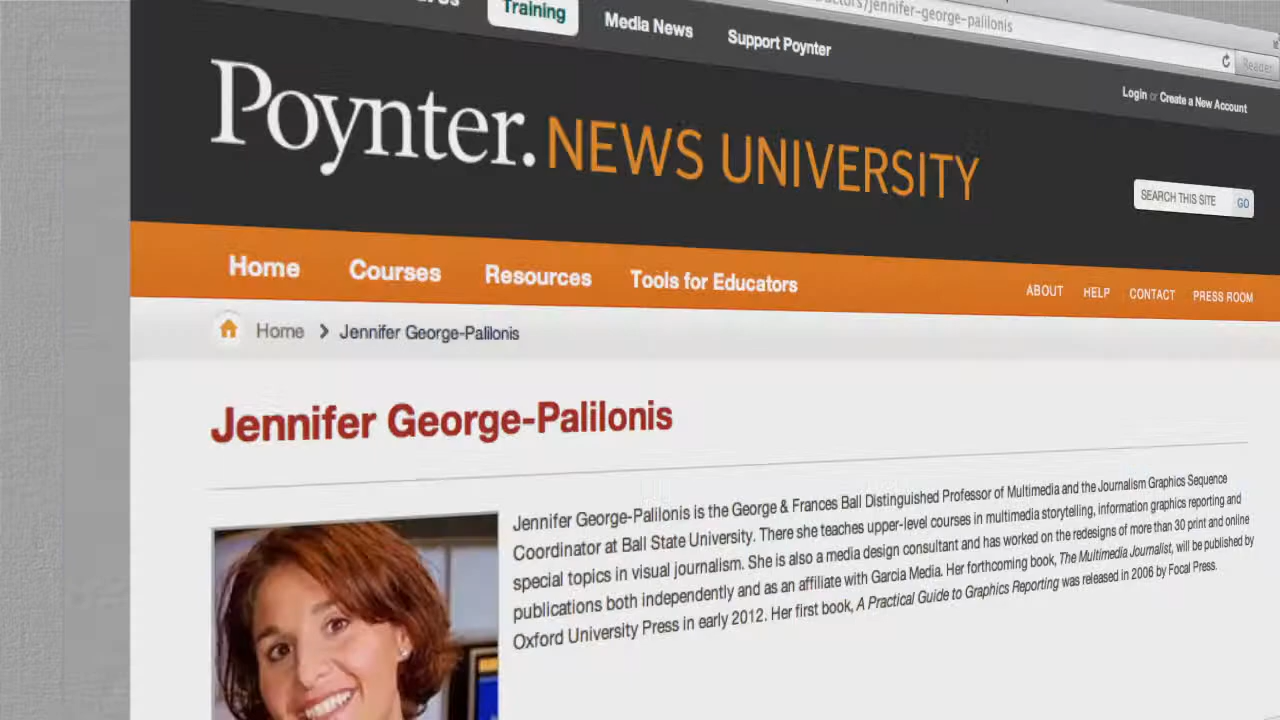 jennifer-george-palilonis
Reader
Training
Media News
Support Poynter
Login or Create a New Account
Poynter. NEWS UNIVERSITY
SEARCH THIS SITE GO
Home Courses Resources Tools for Educators
ABOUT HELP CONTACT PRESS ROOM
Home > Jennifer George-Palilonis
Jennifer George-Palilonis
Jennifer George-Palilonis is the George & Frances Ball Distinguished Professor of Multimedia and the Journalism Graphics Sequence
Coordinator at Ball State University. There she teaches upper-level courses in multimedia storytelling, information graphics reporting and
special topics in visual journalism. She is also a media design consultant and has worked on the redesigns of more than 30 print and online
publications both independently and as an affiliate with Garcia Media. Her forthcoming book, The Multimedia Journalist, will be published by
Oxford University Press in early 2012. Her first book, A Practical Guide to Graphics Reporting was released in 2006 by Focal Press.